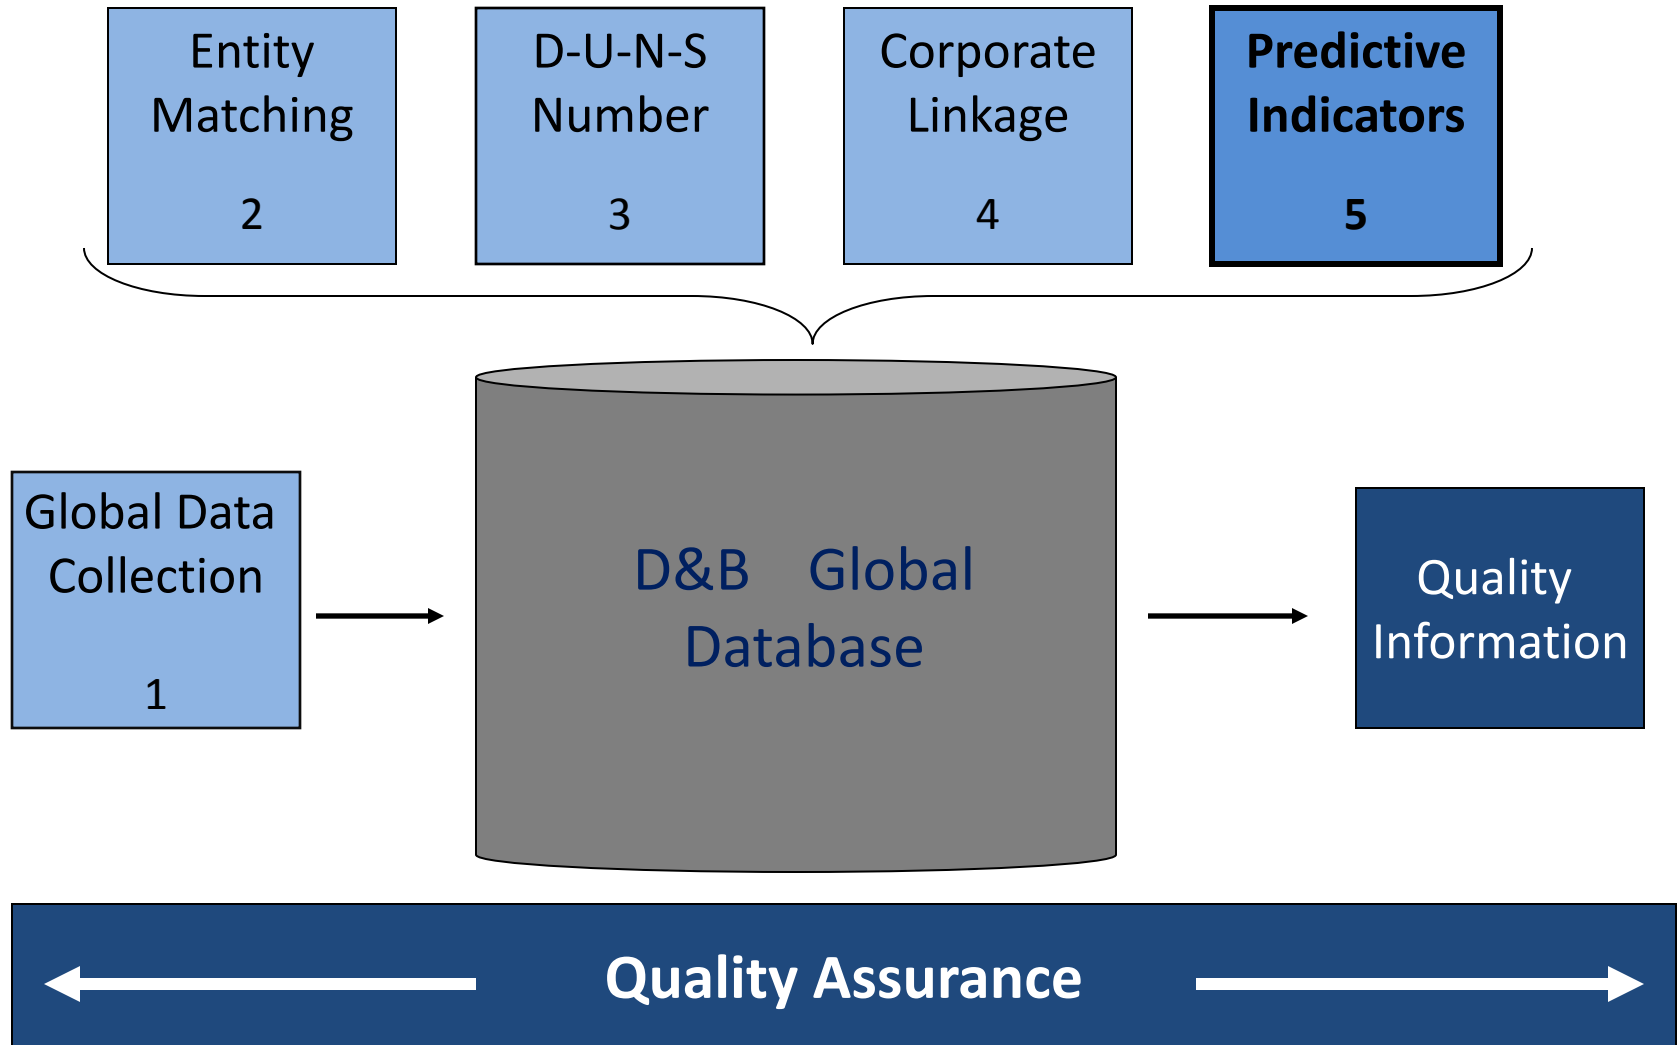 Entity
Matching
2
D-U-N-S
Number
3
Corporate
Linkage
4
Predictive
Indicators
5
Global Data
Collection
1
D&B Global
Database
Quality
Information
Quality Assurance